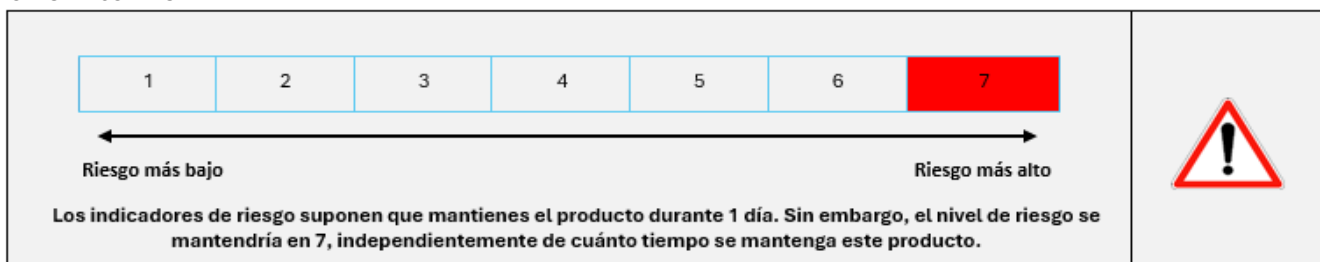 1 2 3 4 5 6 7
Riesgo más bajo Riesgo más alto
Los indicadores de riesgo suponen que mantienes el producto durante 1 día. Sin embargo, el nivel de riesgo se
mantendría en 7, independientemente de cuánto tiempo se mantenga este producto.